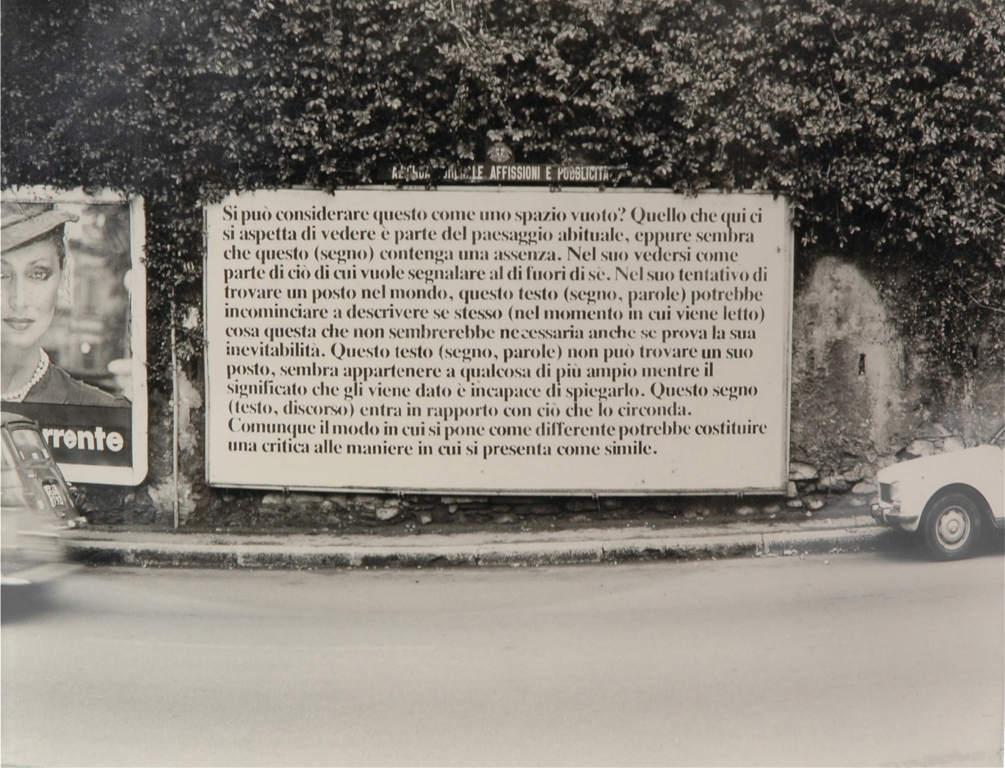 LE AFFISSIONI E PUBBLICITA
Si può considerare questo come uno spazio vuoto? Quello che qui ci
si aspetta di vedere è parte del paesaggio abituale, eppure sembra
che questo (segno) contenga una assenza. Nel suo vedersi come
parte di ciò di cui vuole segnalare al di fuori di sè. Nel suo tentativo di
trovare un posto nel mondo, questo testo (segno, parole) potrebbe
incominciare a descrivere se stesso (nel momento in cui viene letto)
cosa questa che non sembrerebbe necessaria anche se prova la sua
inevitabilità. Questo testo (segno, parole) non può trovare un suo
posto, sembra appartenere a qualcosa di più ampio mentre il
significato che gli viene dato è incapace di spiegarlo. Questo segno
(testo, discorso) entra in rapporto con ciò che lo circonda.
Comunque il modo in cui si pone come differente potrebbe costituire
una critica alle maniere in cui si presenta come simile.
rrente